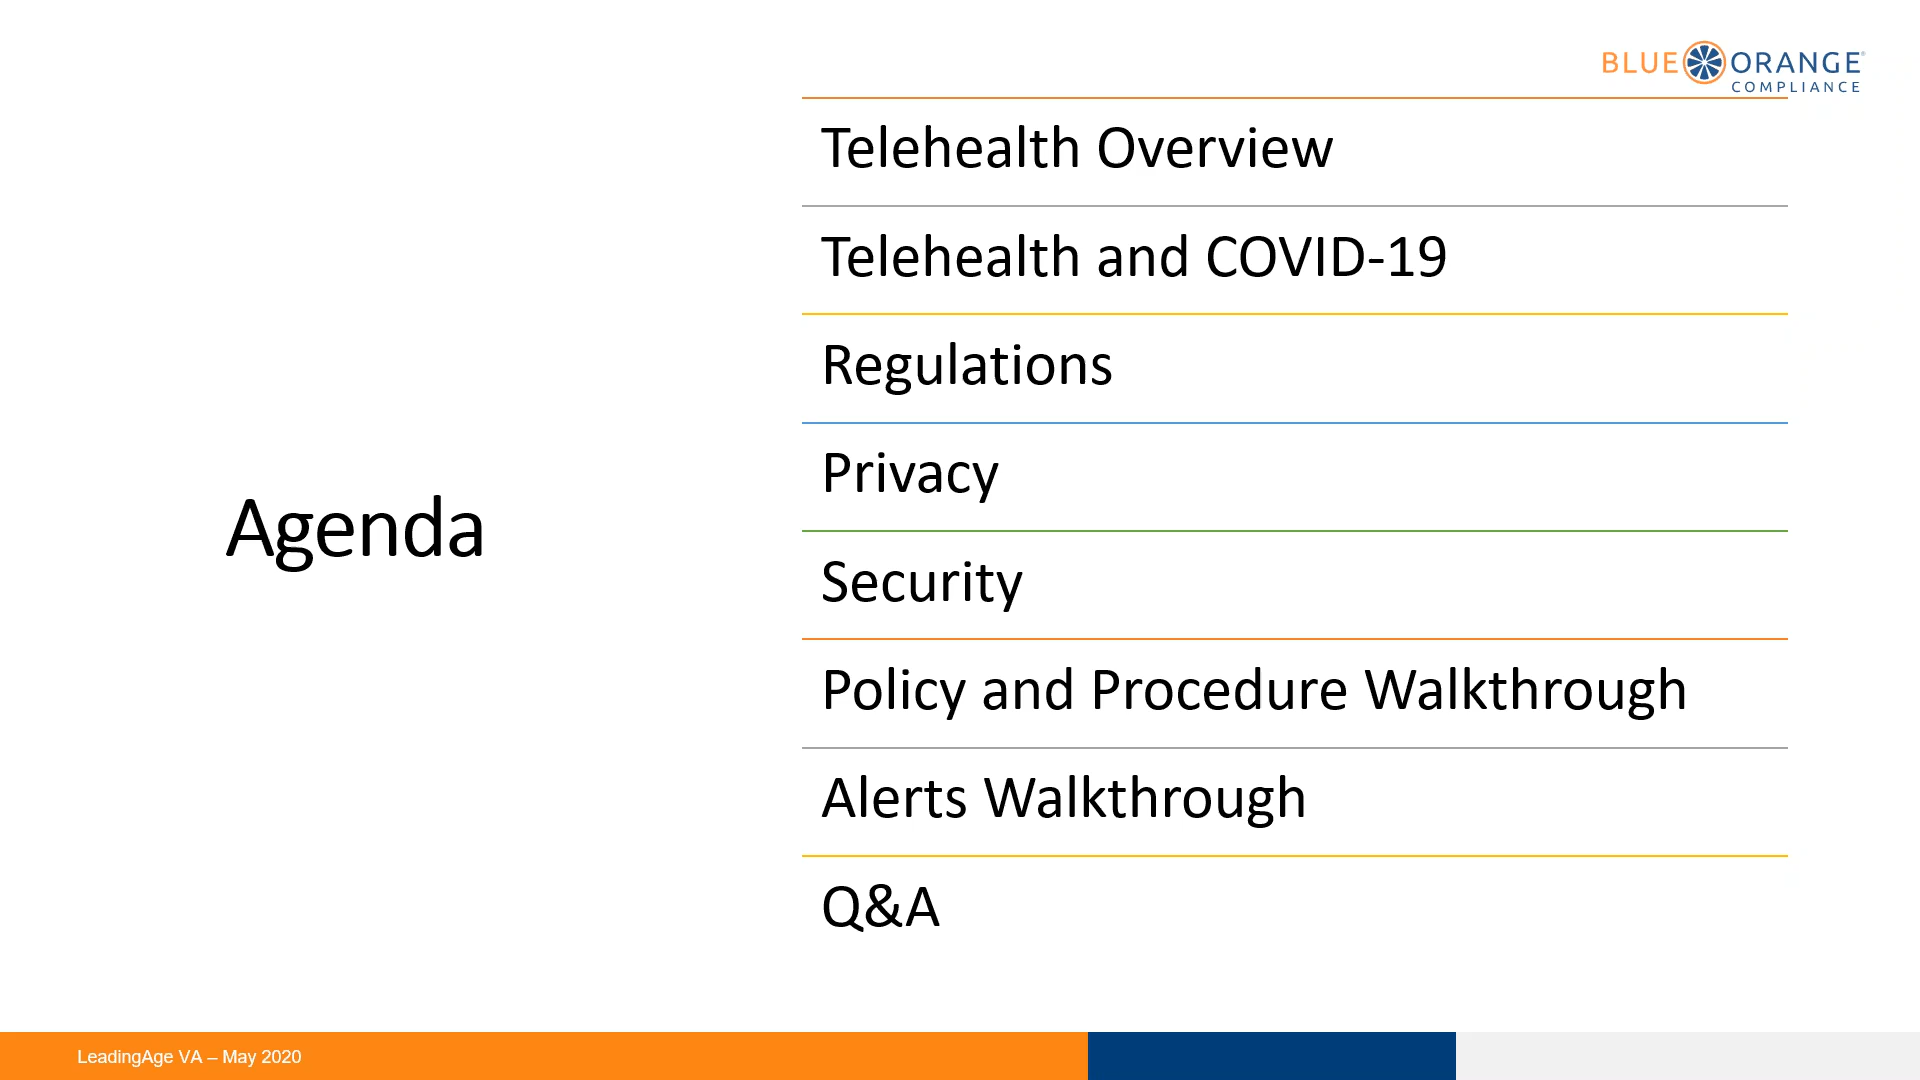 BLUE ORANGE®
COMPLIANCE
Agenda
Telehealth Overview
Telehealth and COVID-19
Regulations
Privacy
Security
Policy and Procedure Walkthrough
Alerts Walkthrough
Q&A
LeadingAge VA – May 2020